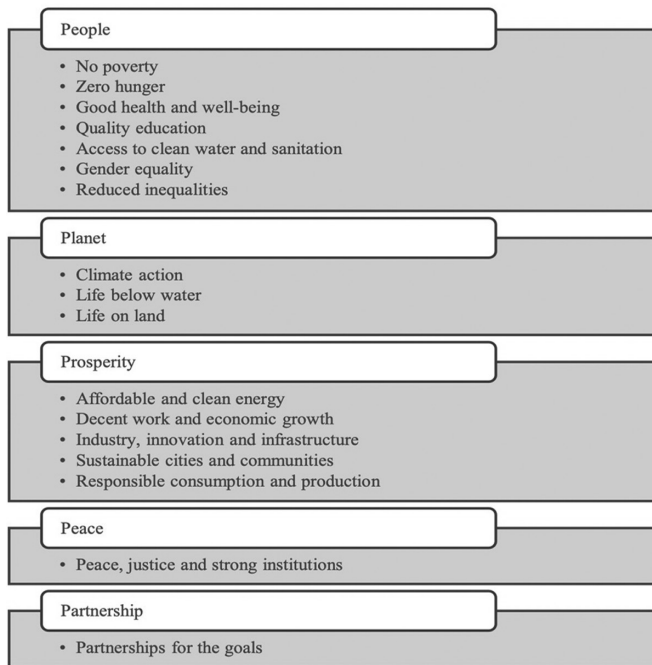 People
• No poverty
• Zero hunger
• Good health and well-being
• Quality education
• Access to clean water and sanitation
• Gender equality
• Reduced inequalities
Planet
• Climate action
• Life below water
• Life on land
Prosperity
• Affordable and clean energy
• Decent work and economic growth
• Industry, innovation and infrastructure
• Sustainable cities and communities
• Responsible consumption and production
Peace
• Peace, justice and strong institutions
Partnership
• Partnerships for the goals